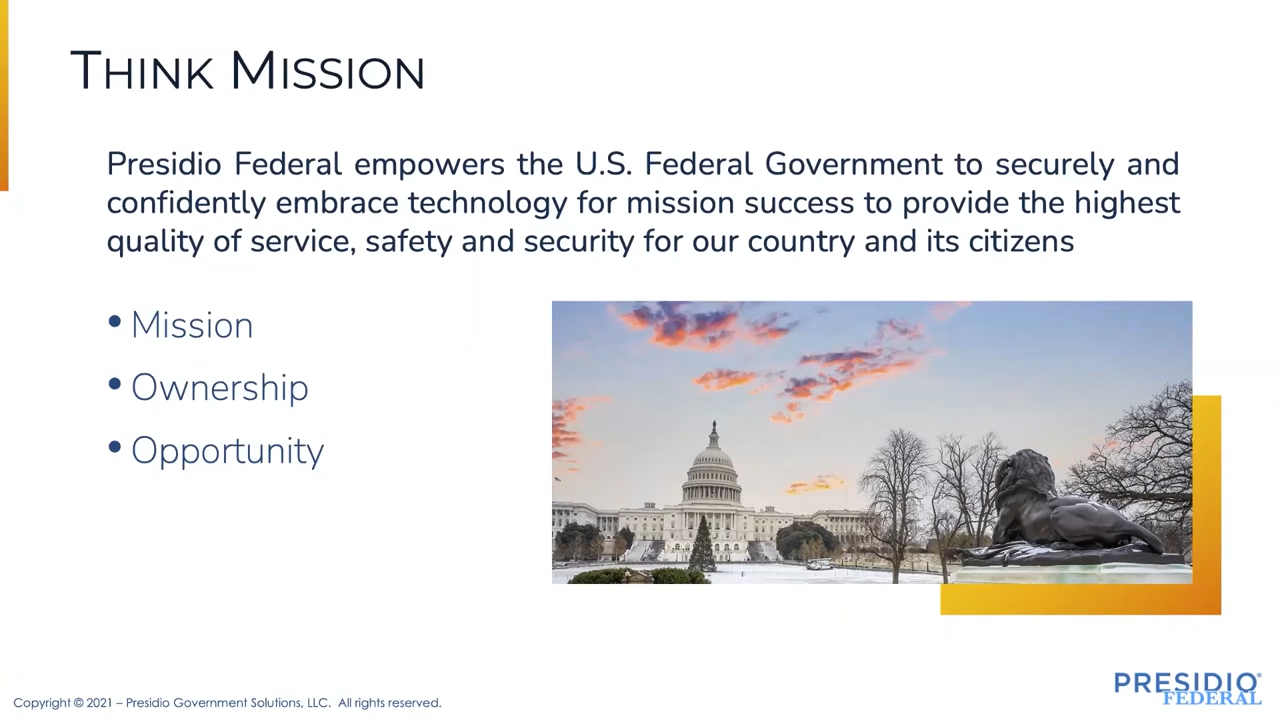 THINK MISSION
Presidio Federal empowers the U.S. Federal Government to securely and
confidently embrace technology for mission success to provide the highest
quality of service, safety and security for our country and its citizens
• Mission
• Ownership
• Opportunity
PRESIDIO®
FEDERAL
Copyright © 2021 – Presidio Government Solutions, LLC. All rights reserved.